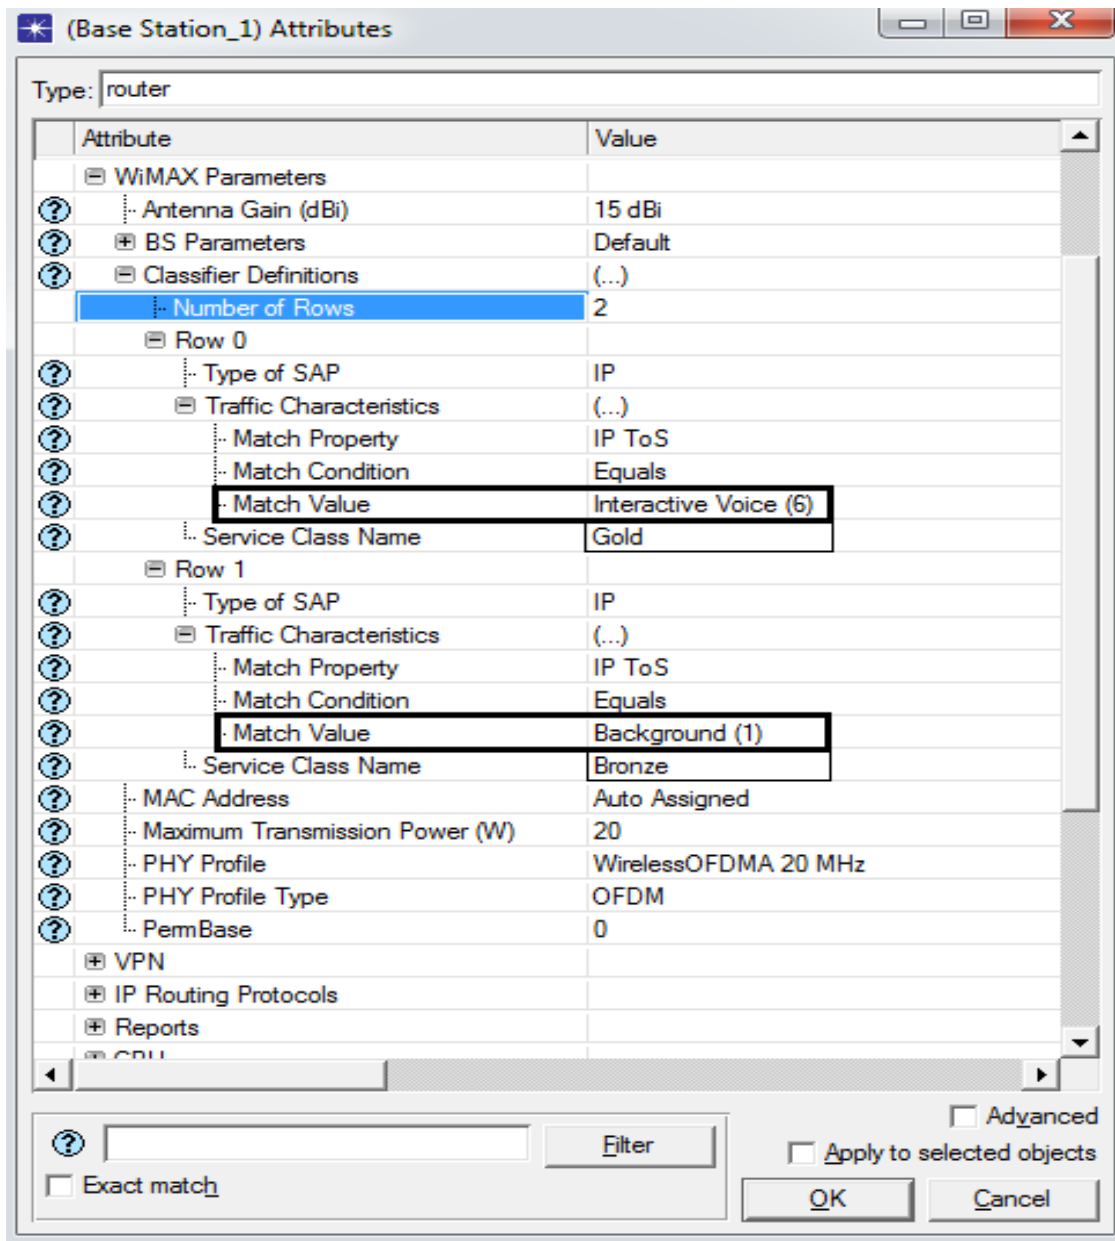 (Base Station_1) Attributes
Type: router
Attribute Value
WiMAX Parameters
Antenna Gain (dBi) 15 dBi
BS Parameters Default
Classifier Definitions (...)
Number of Rows 2
Row 0
Type of SAP IP
Traffic Characteristics (...)
Match Property IP ToS
Match Condition Equals
Match Value Interactive Voice (6)
Service Class Name Gold
Row 1
Type of SAP IP
Traffic Characteristics (...)
Match Property IP ToS
Match Condition Equals
Match Value Background (1)
Service Class Name Bronze
MAC Address Auto Assigned
Maximum Transmission Power (W) 20
PHY Profile WirelessOFDMA 20 MHz
PHY Profile Type OFDM
PermBase 0
VPN
IP Routing Protocols
Reports
CPU
Advanced
Filter
Apply to selected objects
Exact match
OK Cancel